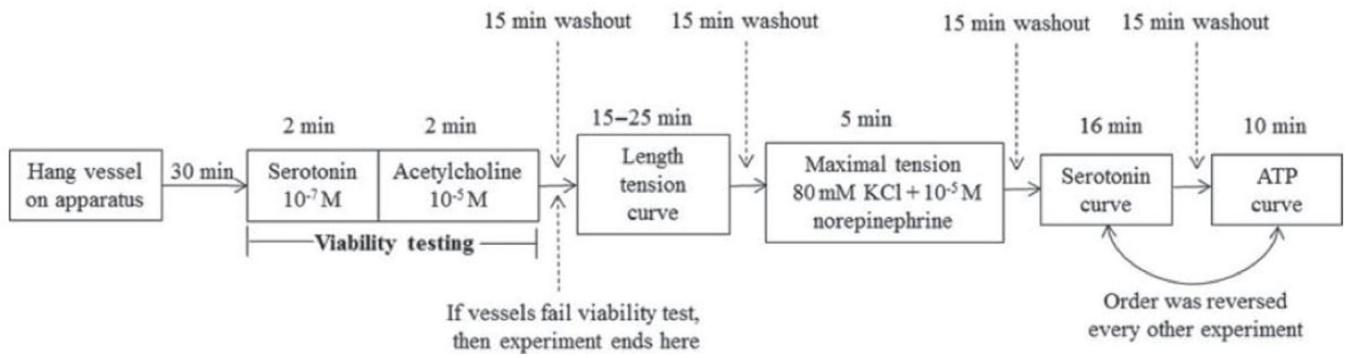 15 min washout
15 min washout
15 min washout
15 min washout
2 min
2 min
15–25 min
5 min
16 min
10 min
Hang vessel
on apparatus
30 min
Serotonin
10⁻⁷ M
Acetylcholine
10⁻⁵ M
Length
tension
curve
Maximal tension
80 mM KCl + 10⁻⁵ M
norepinephrine
Serotonin
curve
ATP
curve
Viability testing
If vessels fail viability test,
then experiment ends here
Order was reversed
every other experiment